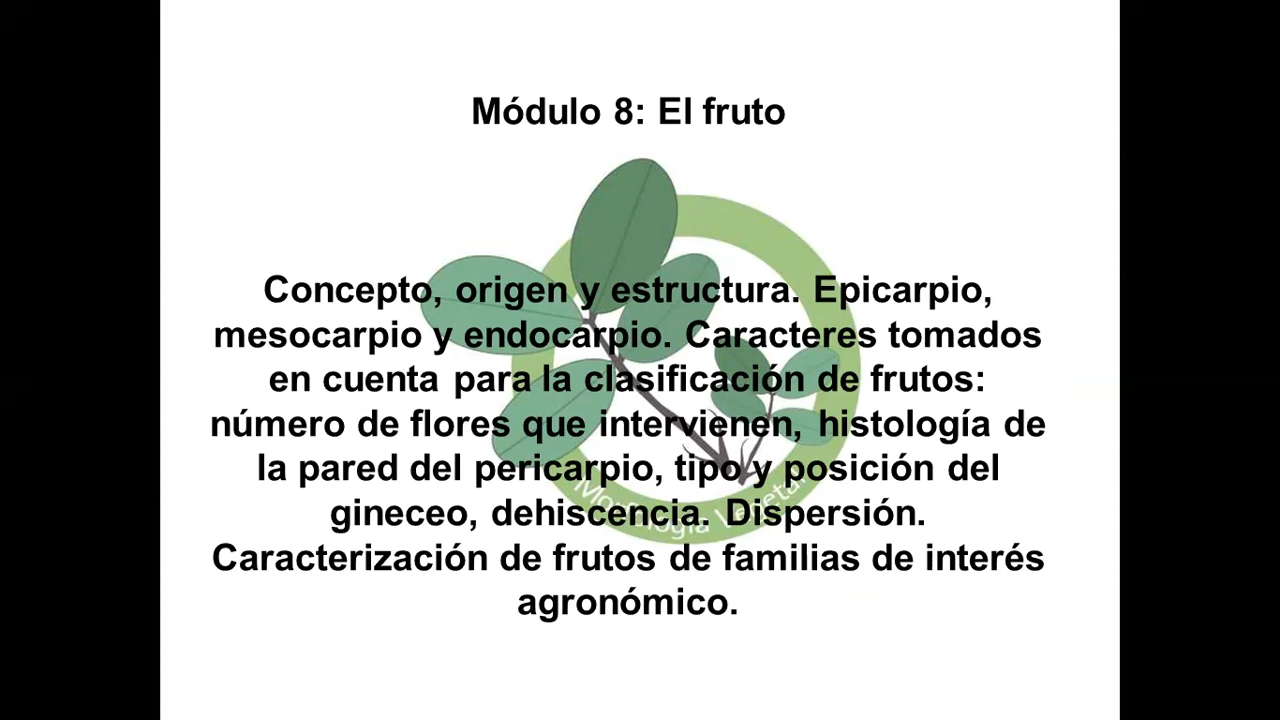 Módulo 8: El fruto
Concepto, origen y estructura. Epicarpio,
mesocarpio y endocarpio. Caracteres tomados
en cuenta para la clasificación de frutos:
número de flores que intervienen, histología de
la pared del pericarpio, tipo y posición del
gineceo, dehiscencia. Dispersión.
Caracterización de frutos de familias de interés
agronómico.
Morfología Vegetal